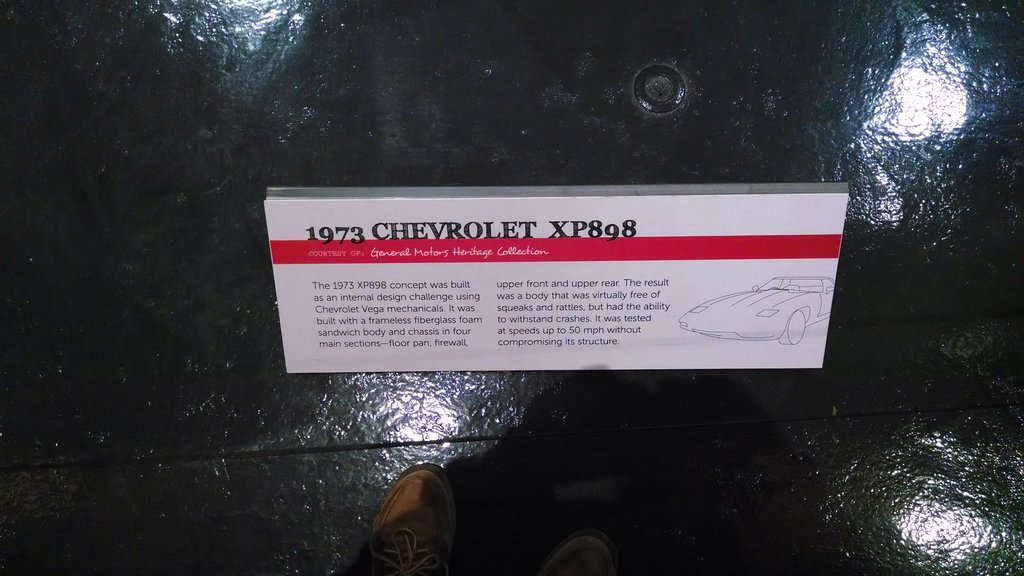 1973 CHEVROLET XP898
COURTESY OF: General Motors Heritage Collection
The 1973 XP898 concept was built
as an internal design challenge using
Chevrolet Vega mechanicals. It was
built with a frameless fiberglass foam
sandwich body and chassis in four
main sections—floor pan, firewall,
upper front and upper rear. The result
was a body that was virtually free of
squeaks and rattles, but had the ability
to withstand crashes. It was tested
at speeds up to 50 mph without
compromising its structure.